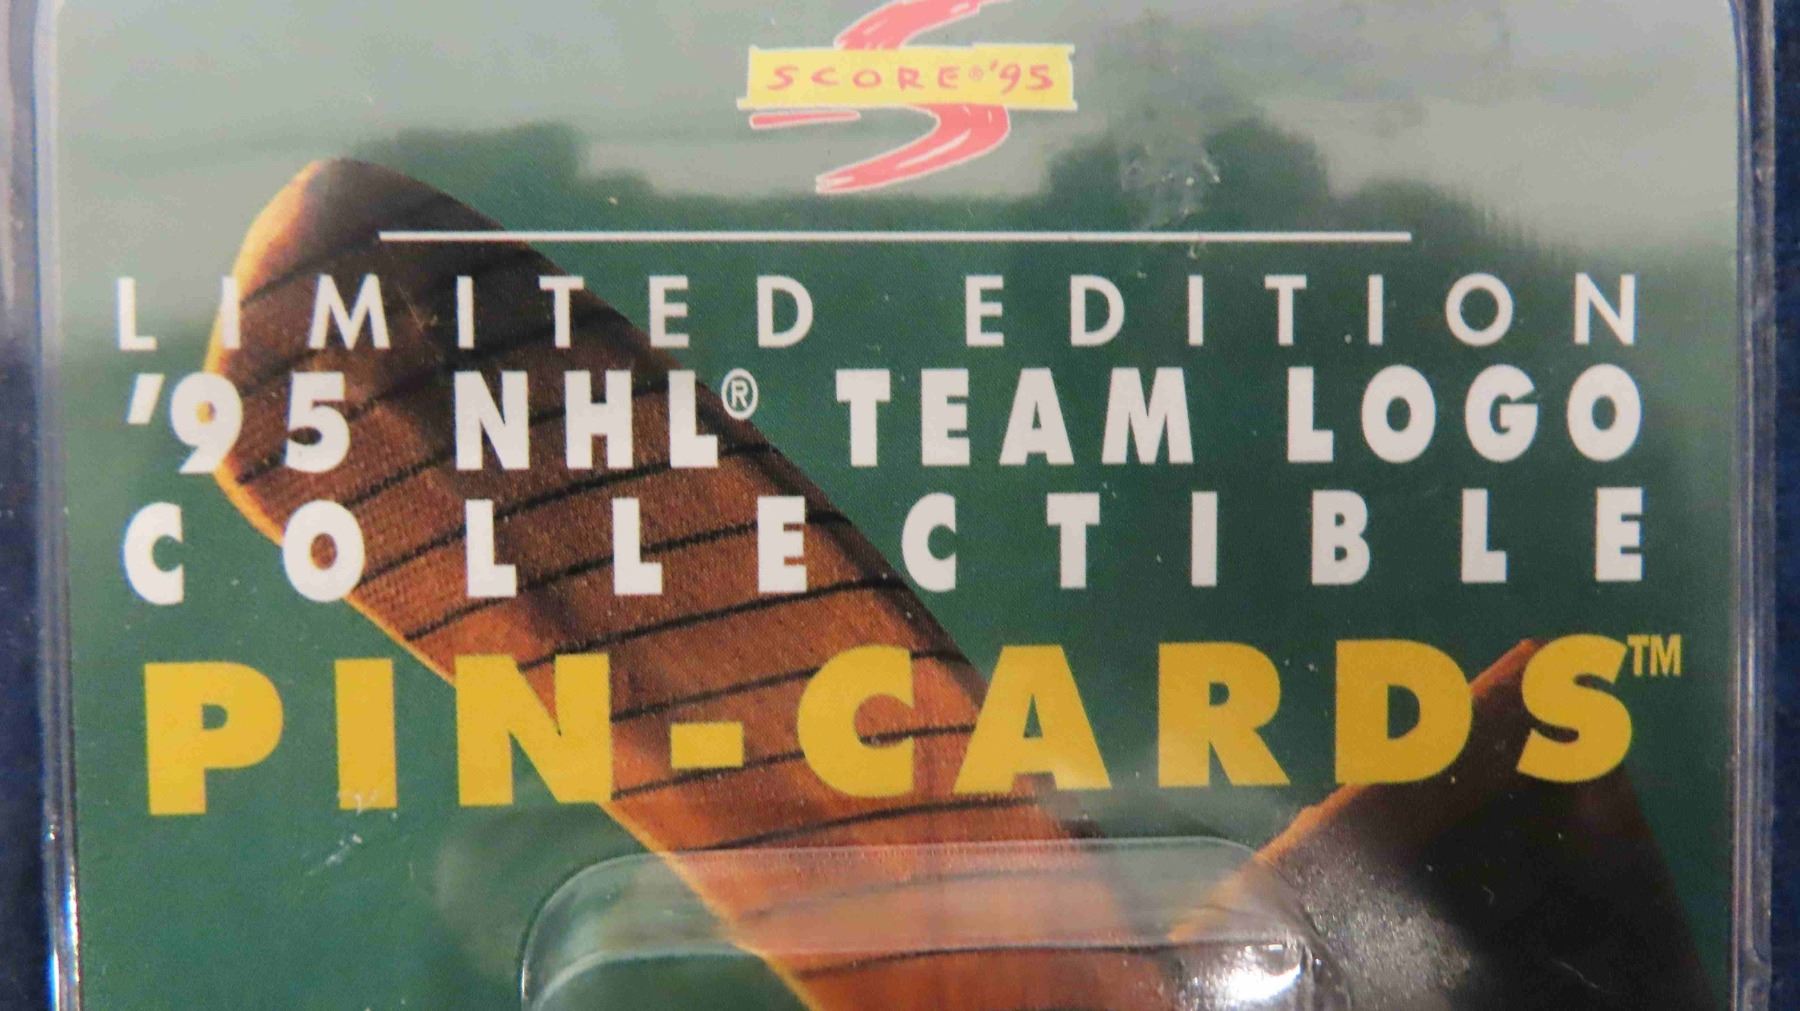 SCORE®'95
LIMITED EDITION
'95 NHL® TEAM LOGO
COLLECTIBLE
PIN-CARDS™